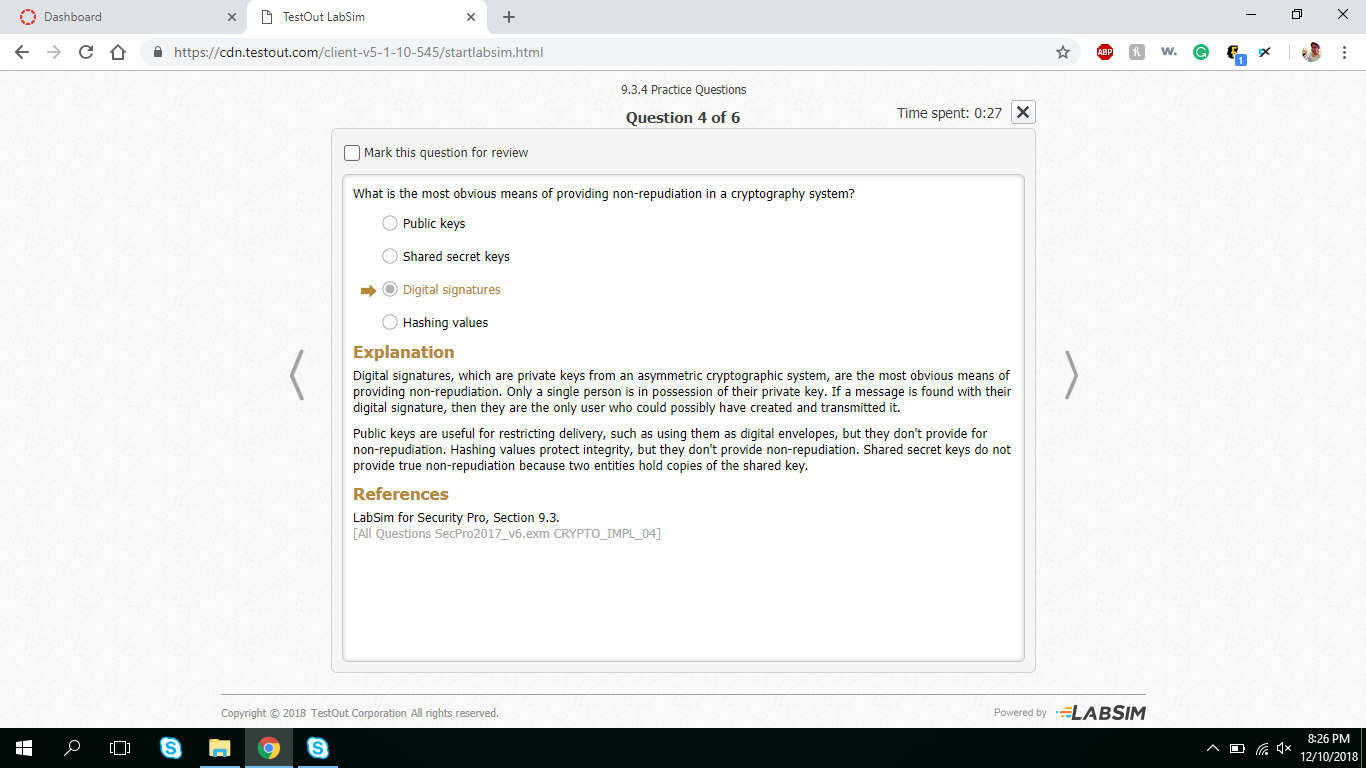 Dashboard
TestOut LabSim
https://cdn.testout.com/client-v5-1-10-545/startlabsim.html
ABP
w.
1
9.3.4 Practice Questions
Question 4 of 6
Time spent: 0:27
Mark this question for review
What is the most obvious means of providing non-repudiation in a cryptography system?
Public keys
Shared secret keys
Digital signatures
Hashing values
Explanation
Digital signatures, which are private keys from an asymmetric cryptographic system, are the most obvious means of
providing non-repudiation. Only a single person is in possession of their private key. If a message is found with their
digital signature, then they are the only user who could possibly have created and transmitted it.
Public keys are useful for restricting delivery, such as using them as digital envelopes, but they don't provide for
non-repudiation. Hashing values protect integrity, but they don't provide non-repudiation. Shared secret keys do not
provide true non-repudiation because two entities hold copies of the shared key.
References
LabSim for Security Pro, Section 9.3.
[All Questions SecPro2017_v6.exm CRYPTO_IMPL_04]
Copyright © 2018 TestOut Corporation All rights reserved.
Powered by LABSIM
8:26 PM
12/10/2018